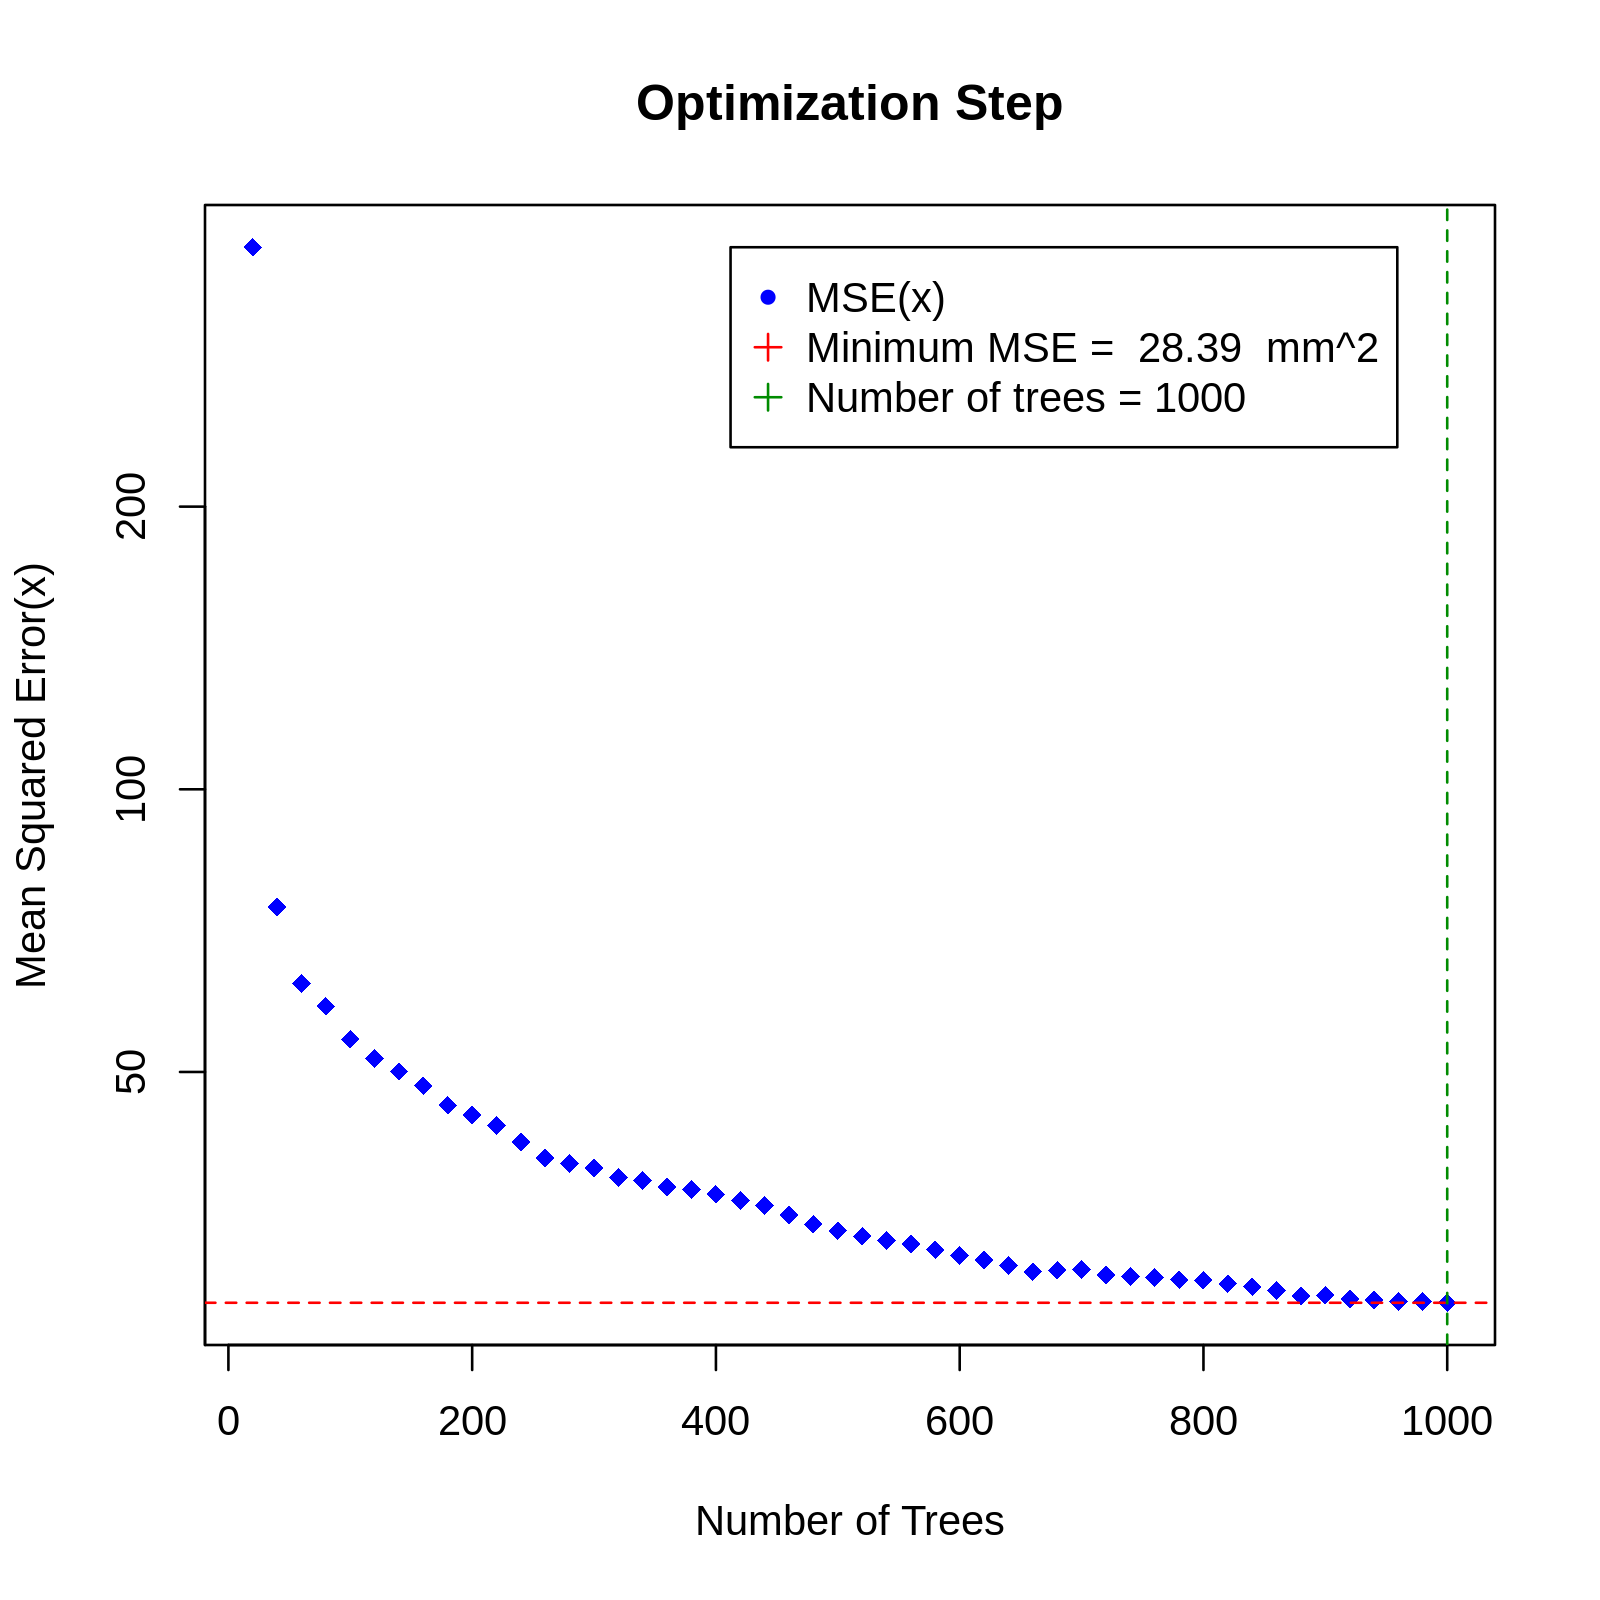 Optimization Step
MSE(x)
Minimum MSE =  28.39  mm^2
Number of trees = 1000
Mean Squared Error(x)
200
100
50
0 200 400 600 800 1000
Number of Trees